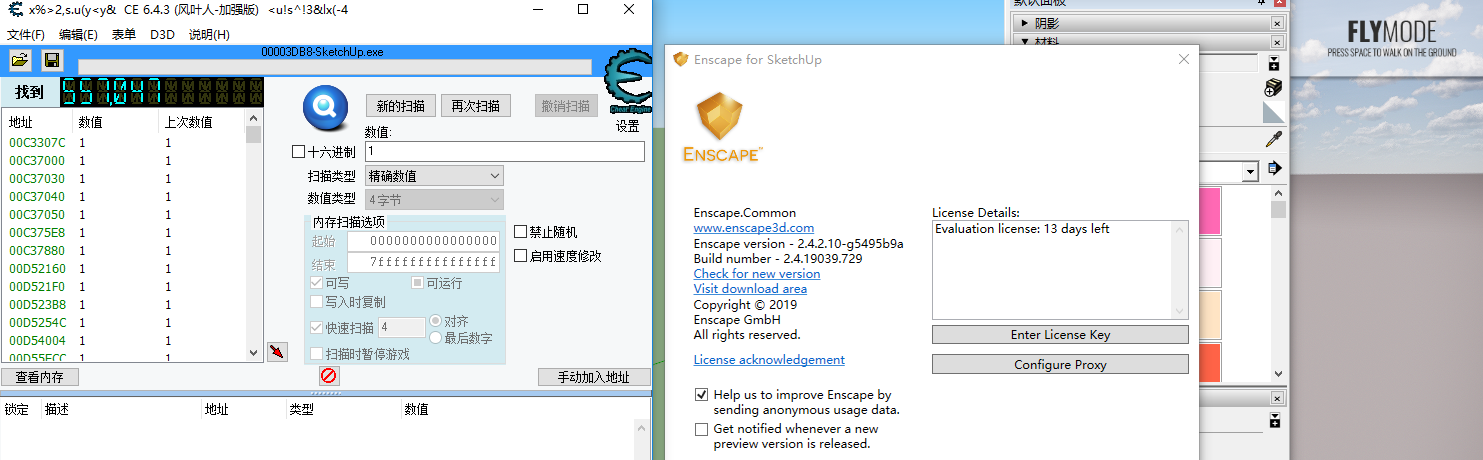 x%>2,s.u(y<y& CE 6.4.3 (风叶人-加强版) <u!s^!3&lx(-4
文件(F) 编辑(E) 表单 D3D 说明(H)
00003DB8-SketchUp.exe
找到 557,047
地址 数值 上次数值
00C3307C 1 1
00C37000 1 1
00C37030 1 1
00C37040 1 1
00C37050 1 1
00C375E8 1 1
00C37880 1 1
00D52160 1 1
00D521F0 1 1
00D523B8 1 1
00D5254C 1 1
00D54004 1 1
00D55FCC 1 1
新的扫描 再次扫描 撤销扫描
Cheat Engine
设置
数值:
十六进制 1
扫描类型 精确数值
数值类型 4 字节
内存扫描选项
起始 0000000000000000
结束 7fffffffffffffff
可写 可运行
写入时复制
快速扫描 4 对齐
最后数字
扫描时暂停游戏
禁止随机
启用速度修改
查看内存 手动加入地址
锁定 描述 地址 类型 数值
Enscape for SketchUp
ENSCAPE™
Enscape.Common
www.enscape3d.com
Enscape version - 2.4.2.10-g5495b9a
Build number - 2.4.19039.729
Check for new version
Visit download area
Copyright © 2019
Enscape GmbH
All rights reserved.
License acknowledgement
Help us to improve Enscape by
sending anonymous usage data.
Get notified whenever a new
preview version is released.
License Details:
Evaluation license: 13 days left
Enter License Key
Configure Proxy
默认面板
阴影
材料
FLYMODE
PRESS SPACE TO WALK ON THE GROUND